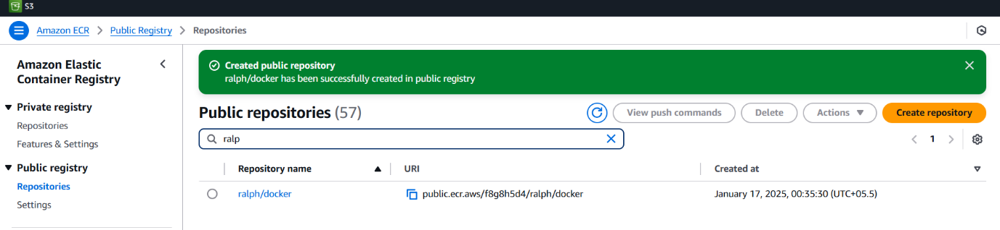 S3
Amazon ECR Public Registry Repositories
Amazon Elastic
Container Registry
Private registry
Repositories
Features & Settings
Public registry
Repositories
Settings
Created public repository
ralph/docker has been successfully created in public registry
Public repositories (57)
View push commands
Delete
Actions
Create repository
ralp
1
Repository name URI Created at
ralph/docker public.ecr.aws/f8g8h5d4/ralph/docker January 17, 2025, 00:35:30 (UTC+05.5)